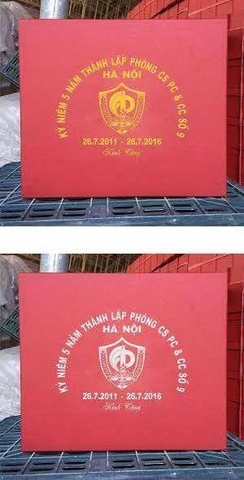 KỶ NIỆM 5 NĂM THÀNH LẬP PHÒNG CS PC & CC SỐ 9
HÀ NỘI
26.7.2011 - 26.7.2016
Kính Tặng
KỶ NIỆM 5 NĂM THÀNH LẬP PHÒNG CS PC & CC SỐ 9
HÀ NỘI
26.7.2011 - 26.7.2016
Kính Tặng